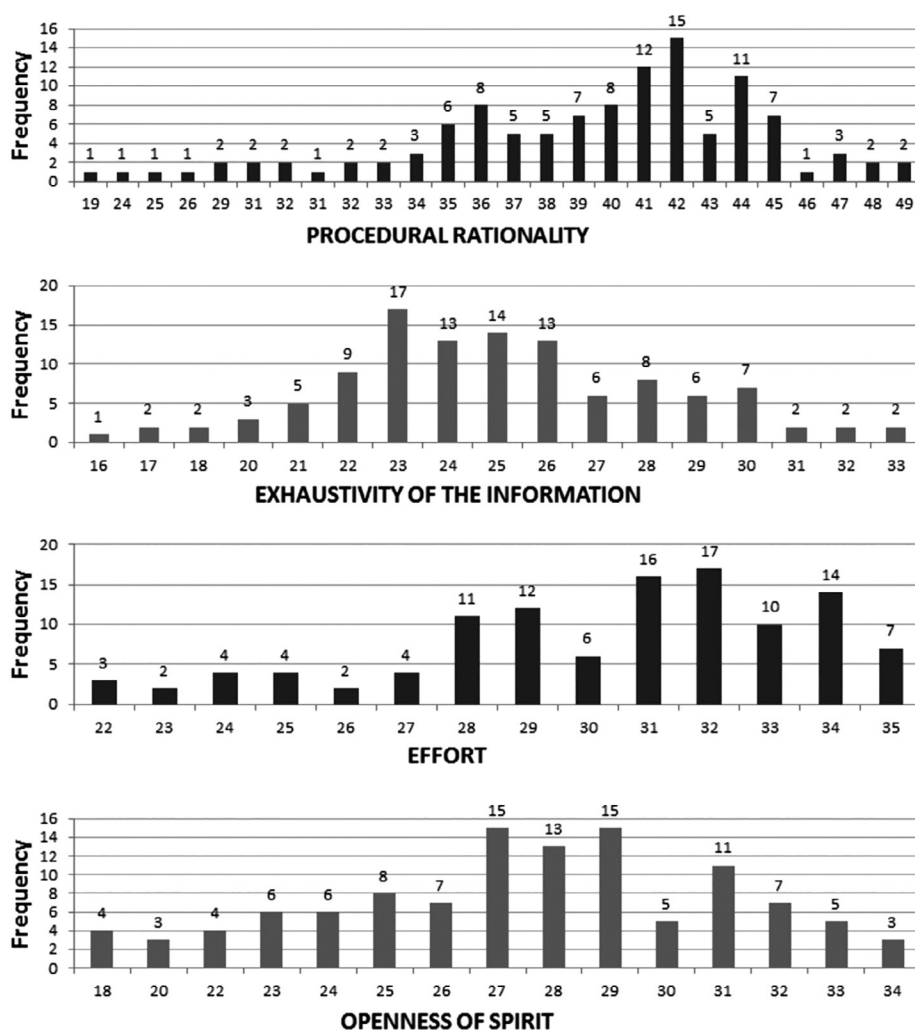 Frequency
16
14
12
10
8
6
4
2
0
1 1 1 1 2 2 2 1 2 2 3 6 8 5 5 7 8 12 15 5 11 7 1 3 2 2
19 24 25 26 29 31 32 31 32 33 34 35 36 37 38 39 40 41 42 43 44 45 46 47 48 49
PROCEDURAL RATIONALITY
Frequency
20
15
10
5
0
1 2 2 3 5 9 17 13 14 13 6 8 6 7 2 2 2
16 17 18 20 21 22 23 24 25 26 27 28 29 30 31 32 33
EXHAUSTIVITY OF THE INFORMATION
Frequency
20
15
10
5
0
3 2 4 4 2 4 11 12 6 16 17 10 14 7
22 23 24 25 26 27 28 29 30 31 32 33 34 35
EFFORT
Frequency
16
14
12
10
8
6
4
2
0
4 3 4 6 6 8 7 15 13 15 5 11 7 5 3
18 20 22 23 24 25 26 27 28 29 30 31 32 33 34
OPENNESS OF SPIRIT